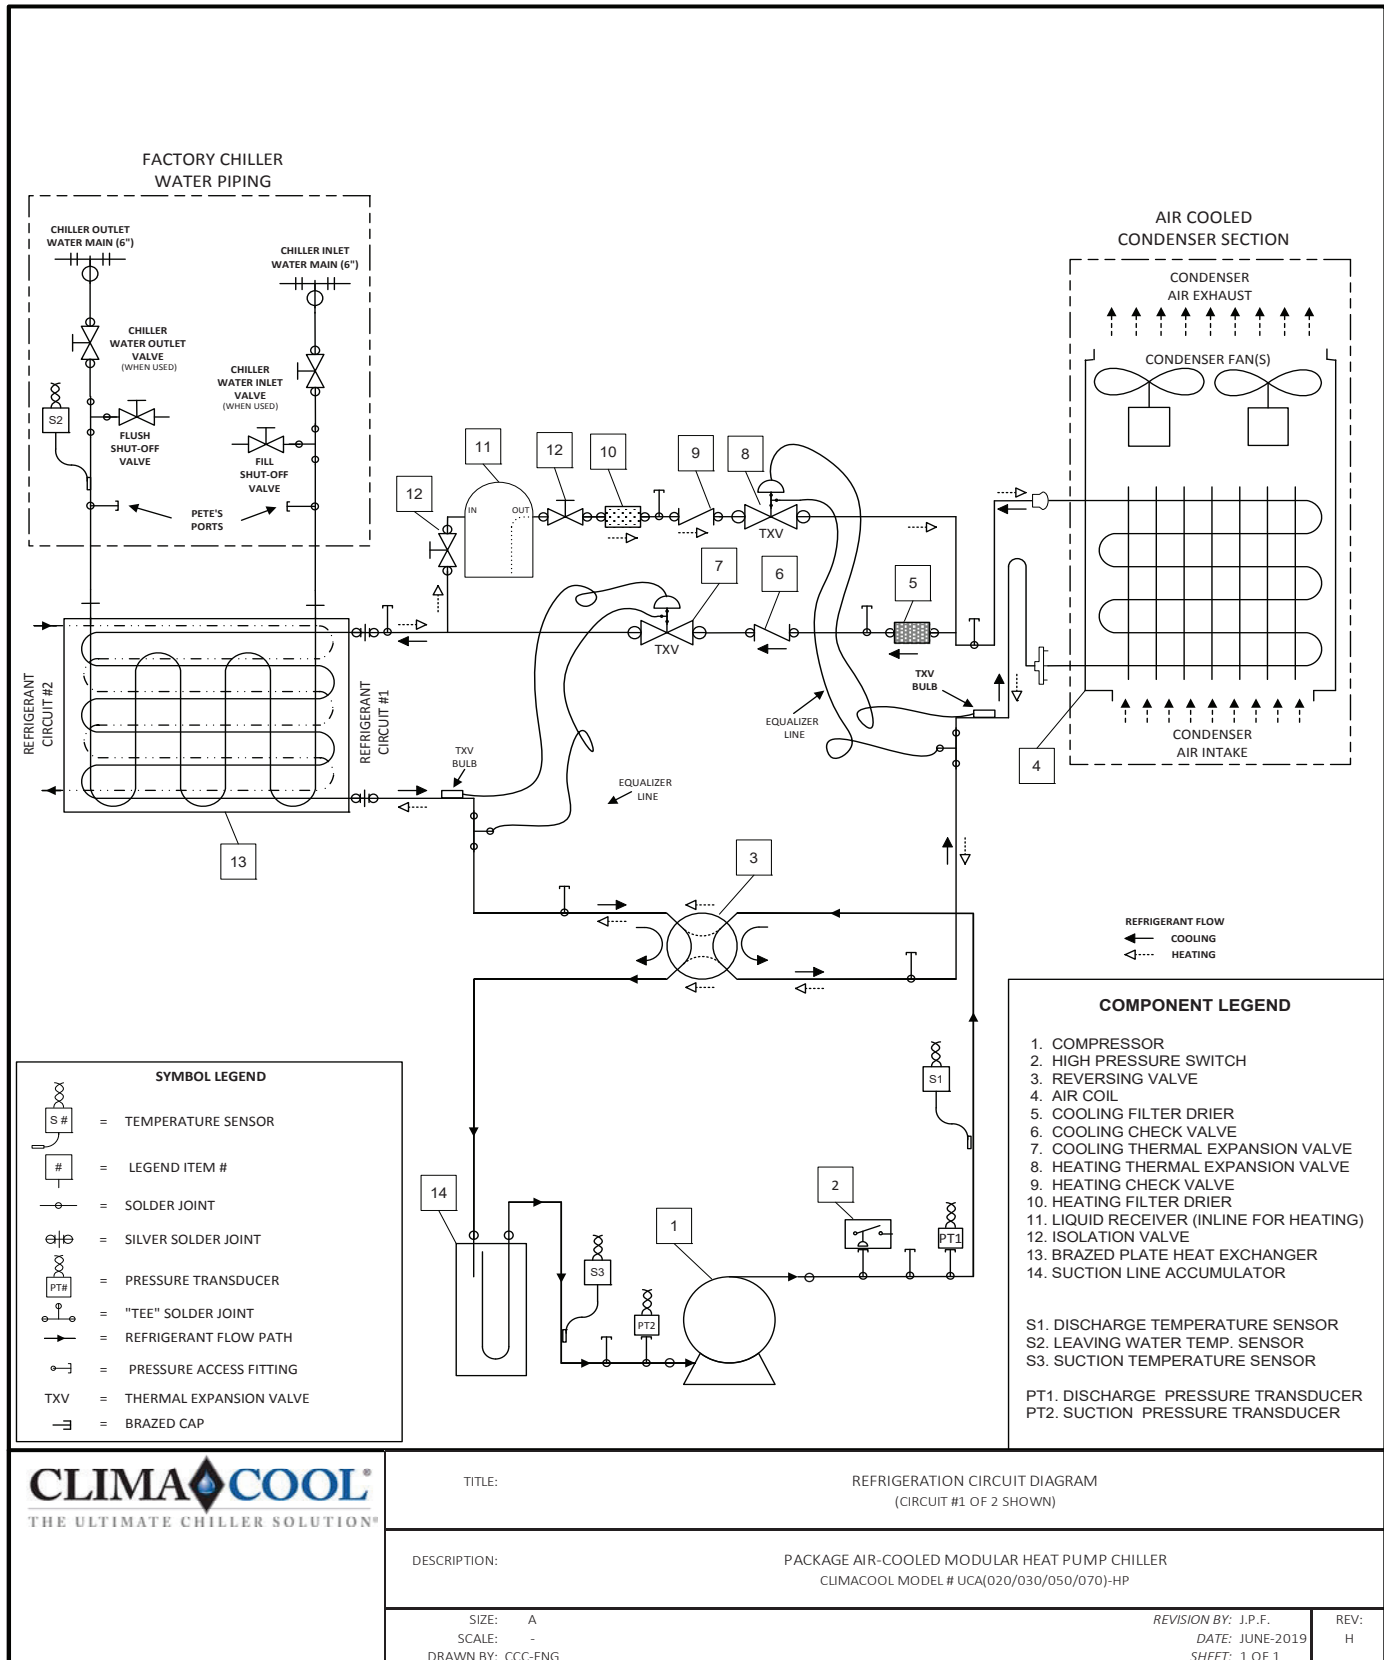 FACTORY CHILLER
WATER PIPING
CHILLER OUTLET
WATER MAIN (6")
CHILLER INLET
WATER MAIN (6")
CHILLER
WATER OUTLET
VALVE
(WHEN USED)
CHILLER
WATER INLET
VALVE
(WHEN USED)
S2
FLUSH
SHUT-OFF
VALVE
FILL
SHUT-OFF
VALVE
PETE'S
PORTS
AIR COOLED
CONDENSER SECTION
CONDENSER
AIR EXHAUST
CONDENSER FAN(S)
CONDENSER
AIR INTAKE
4
12
11
IN
OUT
12
10
9
8
TXV
7
TXV
6
5
TXV
BULB
EQUALIZER
LINE
REFRIGERANT
CIRCUIT #2
REFRIGERANT
CIRCUIT #1
TXV
BULB
EQUALIZER
LINE
13
3
REFRIGERANT FLOW
COOLING
HEATING
S1
2
PT1
1
14
S3
PT2
SYMBOL LEGEND
S # = TEMPERATURE SENSOR
# = LEGEND ITEM #
= SOLDER JOINT
= SILVER SOLDER JOINT
PT# = PRESSURE TRANSDUCER
= "TEE" SOLDER JOINT
= REFRIGERANT FLOW PATH
= PRESSURE ACCESS FITTING
TXV = THERMAL EXPANSION VALVE
= BRAZED CAP
COMPONENT LEGEND
1. COMPRESSOR
2. HIGH PRESSURE SWITCH
3. REVERSING VALVE
4. AIR COIL
5. COOLING FILTER DRIER
6. COOLING CHECK VALVE
7. COOLING THERMAL EXPANSION VALVE
8. HEATING THERMAL EXPANSION VALVE
9. HEATING CHECK VALVE
10. HEATING FILTER DRIER
11. LIQUID RECEIVER (INLINE FOR HEATING)
12. ISOLATION VALVE
13. BRAZED PLATE HEAT EXCHANGER
14. SUCTION LINE ACCUMULATOR
S1. DISCHARGE TEMPERATURE SENSOR
S2. LEAVING WATER TEMP. SENSOR
S3. SUCTION TEMPERATURE SENSOR
PT1. DISCHARGE PRESSURE TRANSDUCER
PT2. SUCTION PRESSURE TRANSDUCER
CLIMA COOL®
THE ULTIMATE CHILLER SOLUTION®
TITLE: REFRIGERATION CIRCUIT DIAGRAM
(CIRCUIT #1 OF 2 SHOWN)
DESCRIPTION: PACKAGE AIR-COOLED MODULAR HEAT PUMP CHILLER
CLIMACOOL MODEL # UCA(020/030/050/070)-HP
SIZE: A
SCALE: -
DRAWN BY: CCC-ENG
REVISION BY: J.P.F.
DATE: JUNE-2019
SHEET: 1 OF 1
REV:
H